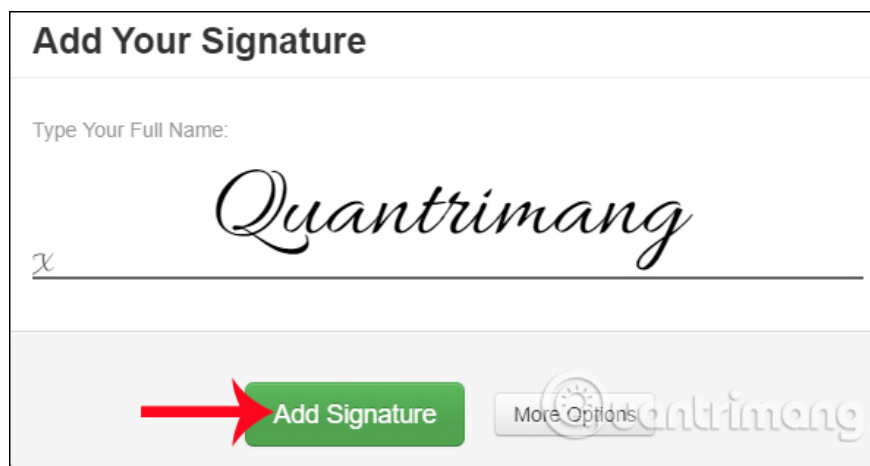 Add Your Signature
Type Your Full Name:
Quantrimang
x
Add Signature
More Options
Quantrimang